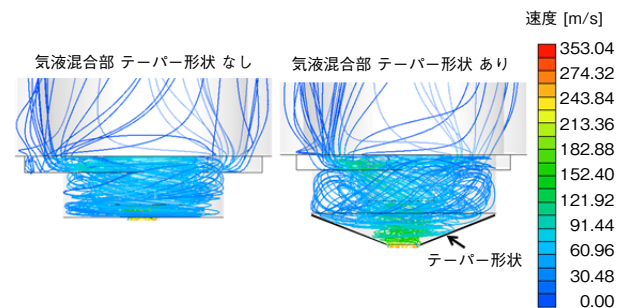 速度 [m/s]
気液混合部 テーパー形状 なし
気液混合部 テーパー形状 あり
353.04
274.32
243.84
213.36
182.88
152.40
121.92
91.44
60.96
30.48
0.00
テーパー形状